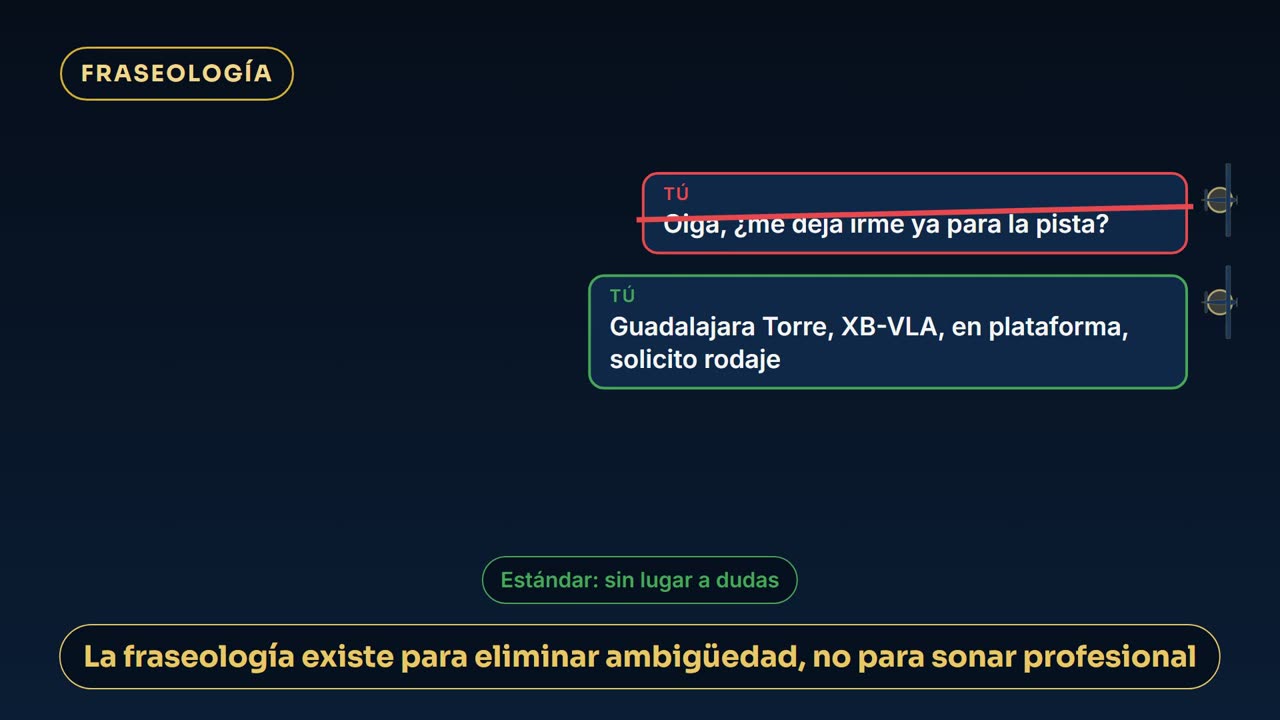 FRASEOLOGÍA
TÚ
Oiga, ¿me deja irme ya para la pista?
TÚ
Guadalajara Torre, XB-VLA, en plataforma,
solicito rodaje
Estándar: sin lugar a dudas
La fraseología existe para eliminar ambigüedad, no para sonar profesional